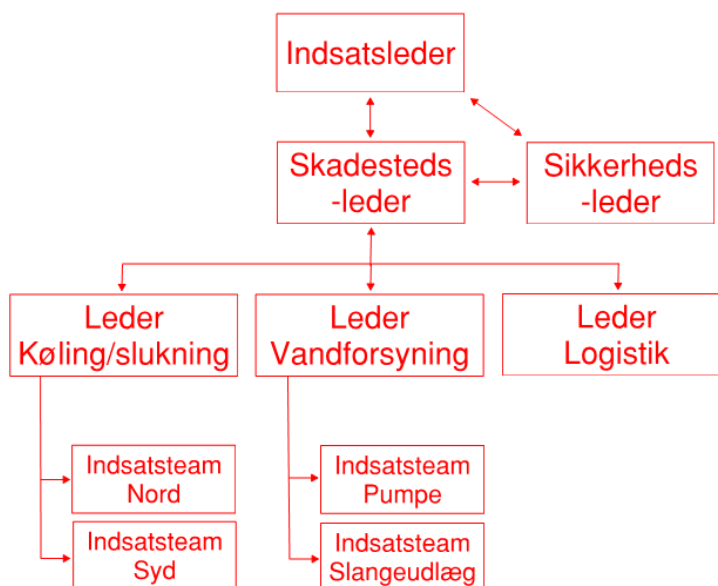 Indsatsleder
Skadesteds
-leder
Sikkerheds
-leder
Leder
Køling/slukning
Leder
Vandforsyning
Leder
Logistik
Indsatsteam
Nord
Indsatsteam
Syd
Indsatsteam
Pumpe
Indsatsteam
Slangeudlæg